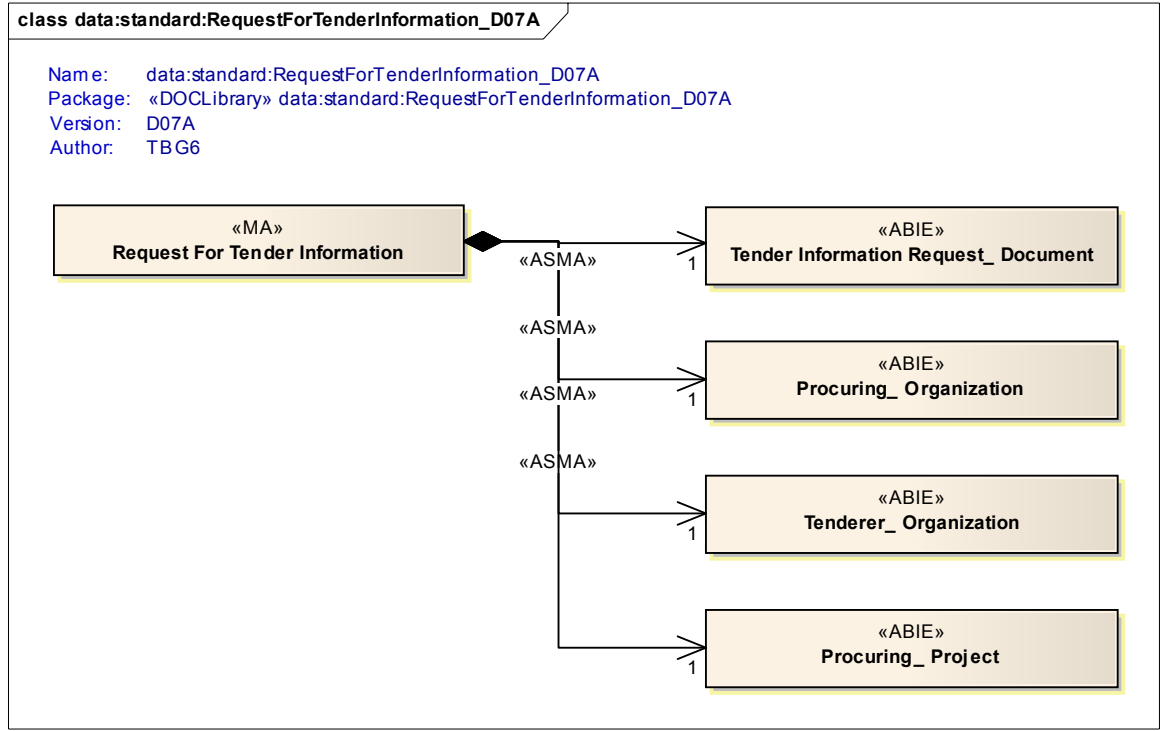 class data:standard:RequestForTenderInformation_D07A
Name: data:standard:RequestForTenderInformation_D07A
Package: «DOCLibrary» data:standard:RequestForTenderInformation_D07A
Version: D07A
Author: TBG6
«MA»
Request For Tender Information
«ABIE»
Tender Information Request_ Document
«ASMA»
1
«ASMA»
«ABIE»
Procuring_ Organization
1
«ASMA»
«ASMA»
«ABIE»
Tenderer_ Organization
1
«ABIE»
Procuring_ Project
1